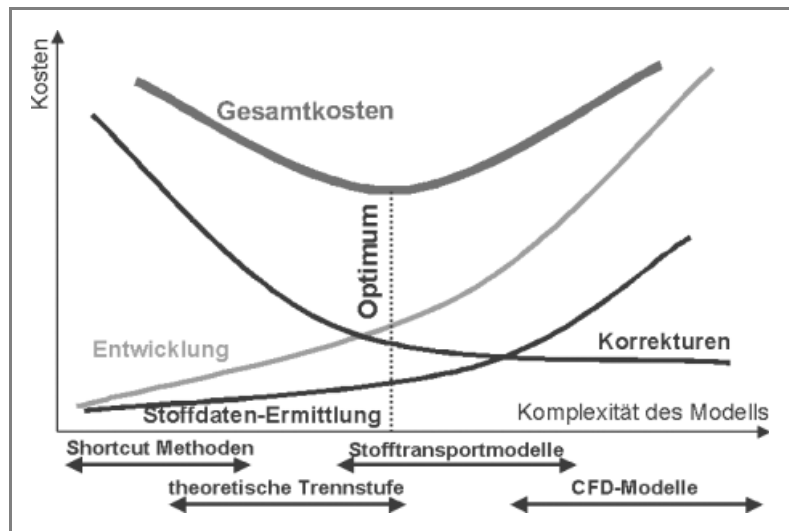 Kosten
Gesamtkosten
Optimum
Entwicklung
Korrekturen
Stoffdaten-Ermittlung
Komplexität des Modells
Shortcut Methoden
Stofftransportmodelle
theoretische Trennstufe
CFD-Modelle